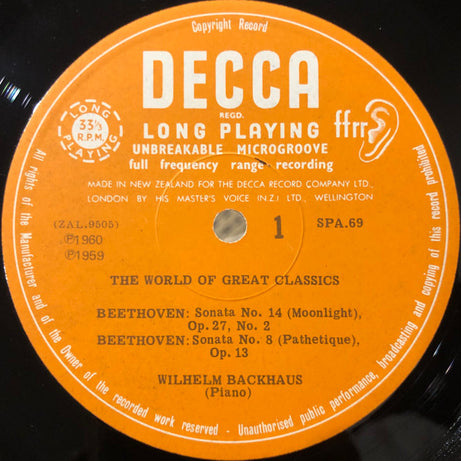 Copyright Record
DECCA
REGD.
LONG PLAYING
ffrr
LONG PLAYING
33⅓
R.P.M.
UNBREAKABLE MICROGROOVE
full frequency range recording
MADE IN NEW ZEALAND FOR THE DECCA RECORD COMPANY LTD.,
LONDON BY HIS MASTER'S VOICE (N.Z.) LTD., WELLINGTON
(ZAL.9505)
℗1960
℗1959
1
SPA.69
THE WORLD OF GREAT CLASSICS
BEETHOVEN: Sonata No. 14 (Moonlight),
Op. 27, No. 2
BEETHOVEN: Sonata No. 8 (Pathetique),
Op. 13
WILHELM BACKHAUS
(Piano)
All rights of the Manufacturer and of the Owner of the recorded work reserved - Unauthorised public performance, broadcasting and copying of this record prohibited